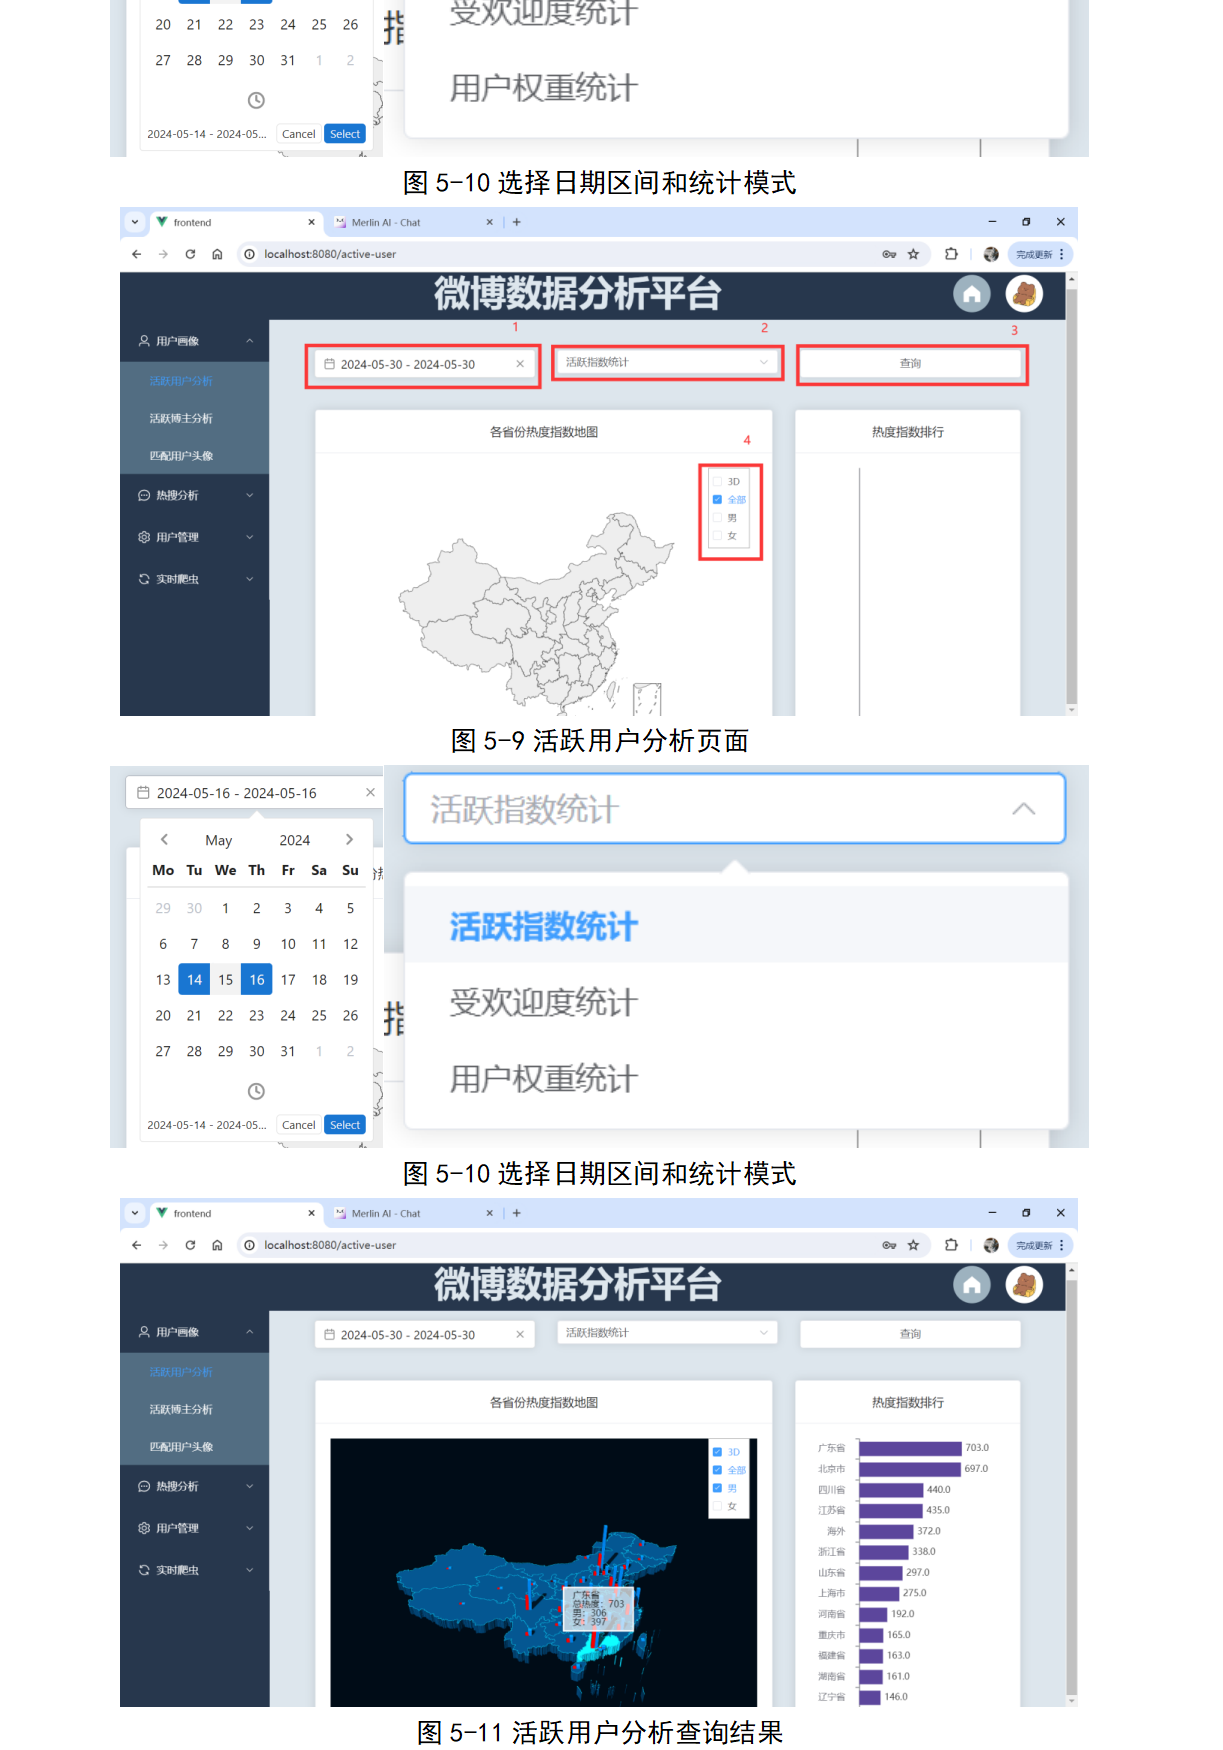 受欢迎度统计
20 21 22 23 24 25 26
指
27 28 29 30 31 1 2
用户权重统计
2024-05-14 - 2024-05... Cancel Select
图 5-10 选择日期区间和统计模式
frontend Merlin AI - Chat
localhost:8080/active-user 完成更新
微博数据分析平台
1 2 3
用户画像
2024-05-30 - 2024-05-30 活跃指数统计 查询
活跃用户分析
活跃博主分析
匹配用户头像
热搜分析
用户管理
实时爬虫
各省份热度指数地图 热度指数排行
4
3D
全部
男
女
图 5-9 活跃用户分析页面
2024-05-16 - 2024-05-16
活跃指数统计
May 2024
Mo Tu We Th Fr Sa Su
29 30 1 2 3 4 5
6 7 8 9 10 11 12
13 14 15 16 17 18 19
20 21 22 23 24 25 26
27 28 29 30 31 1 2
2024-05-14 - 2024-05... Cancel Select
指
活跃指数统计
受欢迎度统计
用户权重统计
图 5-10 选择日期区间和统计模式
frontend Merlin AI - Chat
localhost:8080/active-user 完成更新
微博数据分析平台
用户画像
2024-05-30 - 2024-05-30 活跃指数统计 查询
活跃用户分析
活跃博主分析
匹配用户头像
热搜分析
用户管理
实时爬虫
各省份热度指数地图
3D
全部
男
女
广东省
总热度：703
男：306
女：397
热度指数排行
广东省 703.0
北京市 697.0
四川省 440.0
江苏省 435.0
海外 372.0
浙江省 338.0
山东省 297.0
上海市 275.0
河南省 192.0
重庆市 165.0
福建省 163.0
湖南省 161.0
辽宁省 146.0
图 5-11 活跃用户分析查询结果